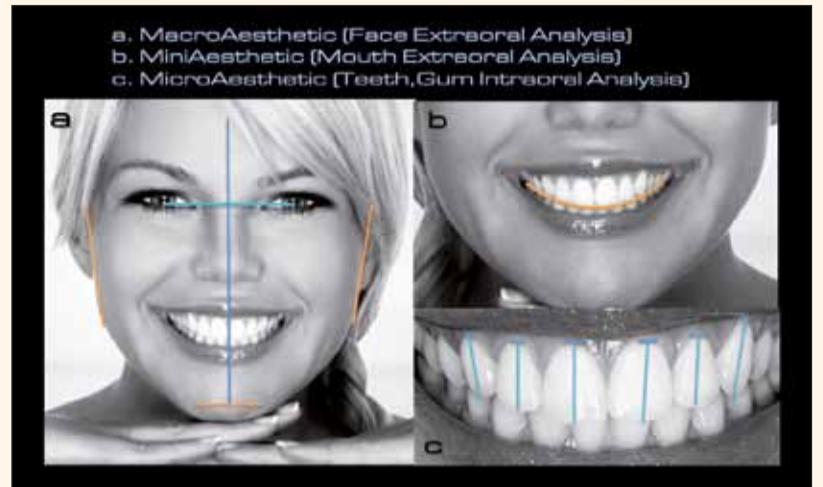 a. MacroAesthetic (Face Extraoral Analysis)
b. MiniAesthetic (Mouth Extraoral Analysis)
c. MicroAesthetic (Teeth,Gum Intraoral Analysis)
a
b
c